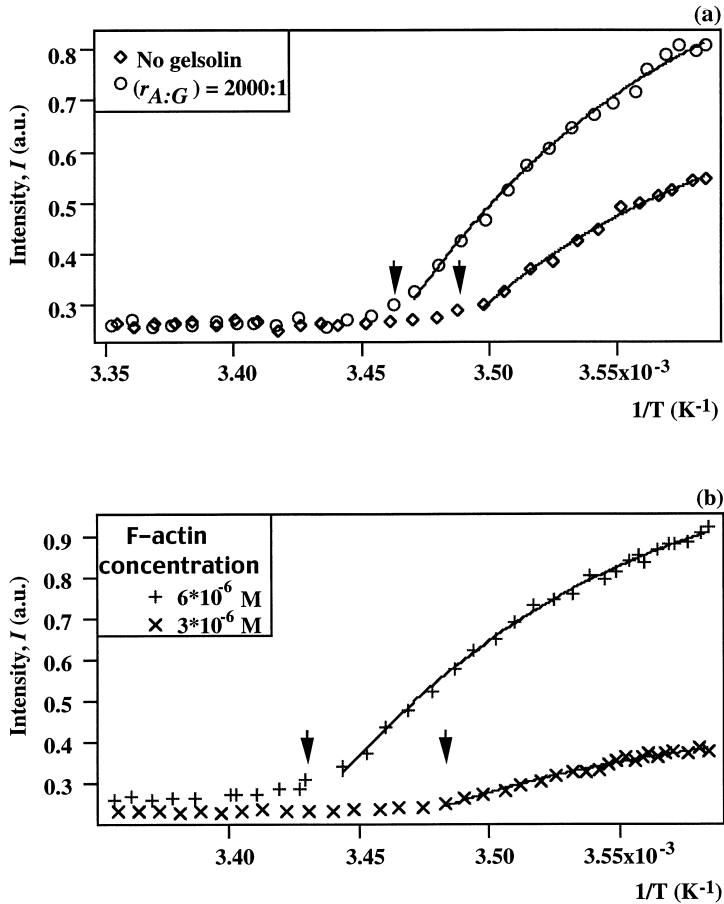 (a)
No gelsolin
(r_A:G) = 2000:1
0.8
0.7
0.6
0.5
0.4
0.3
Intensity, I (a.u.)
3.35
3.40
3.45
3.50
3.55x10⁻³
1/T (K⁻¹)
(b)
F-actin
concentration
6*10⁻⁶ M
3*10⁻⁶ M
0.9
0.8
0.7
0.6
0.5
0.4
0.3
Intensity, I (a.u.)
3.40
3.45
3.50
3.55x10⁻³
1/T (K⁻¹)